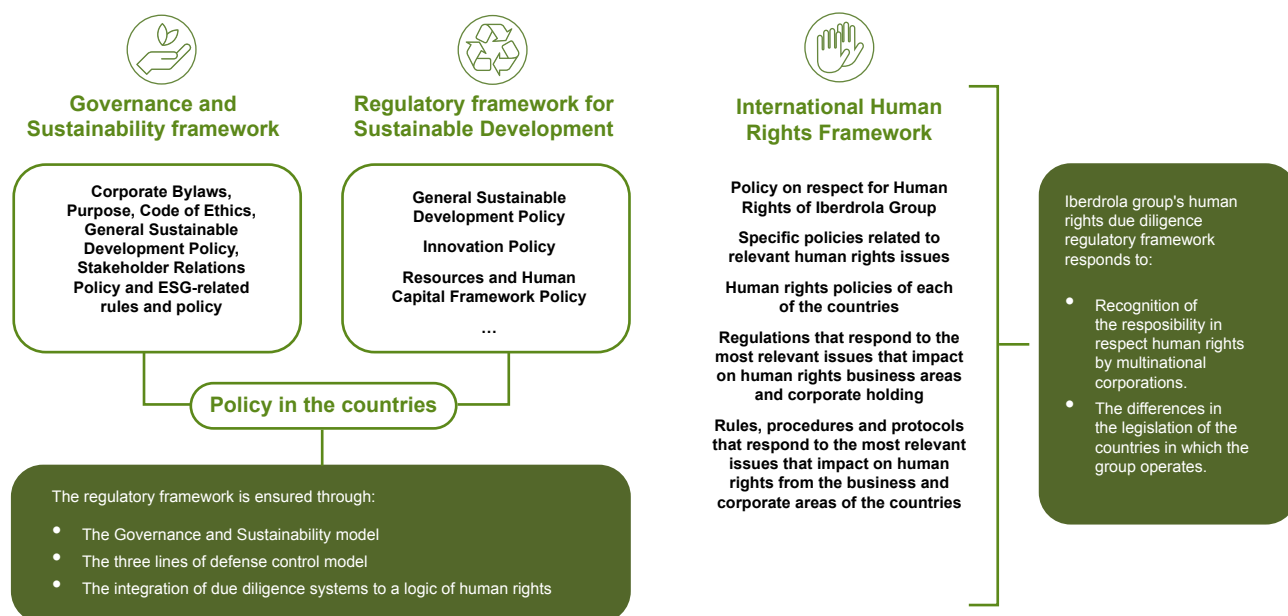 Governance and
Sustainability framework
Corporate Bylaws,
Purpose, Code of Ethics,
General Sustainable
Development Policy,
Stakeholder Relations
Policy and ESG-related
rules and policy
Regulatory framework for
Sustainable Development
General Sustainable
Development Policy
Innovation Policy
Resources and Human
Capital Framework Policy
...
Policy in the countries
The regulatory framework is ensured through:
• The Governance and Sustainability model
• The three lines of defense control model
• The integration of due diligence systems to a logic of human rights
International Human
Rights Framework
Policy on respect for Human
Rights of Iberdrola Group
Specific policies related to
relevant human rights issues
Human rights policies of each
of the countries
Regulations that respond to the
most relevant issues that impact
on human rights business areas
and corporate holding
Rules, procedures and protocols
that respond to the most relevant
issues that impact on human
rights from the business and
corporate areas of the countries
Iberdrola group's human
rights due diligence
regulatory framework
responds to:
• Recognition of
the resposibility in
respect human rights
by multinational
corporations.
• The differences in
the legislation of the
countries in which the
group operates.